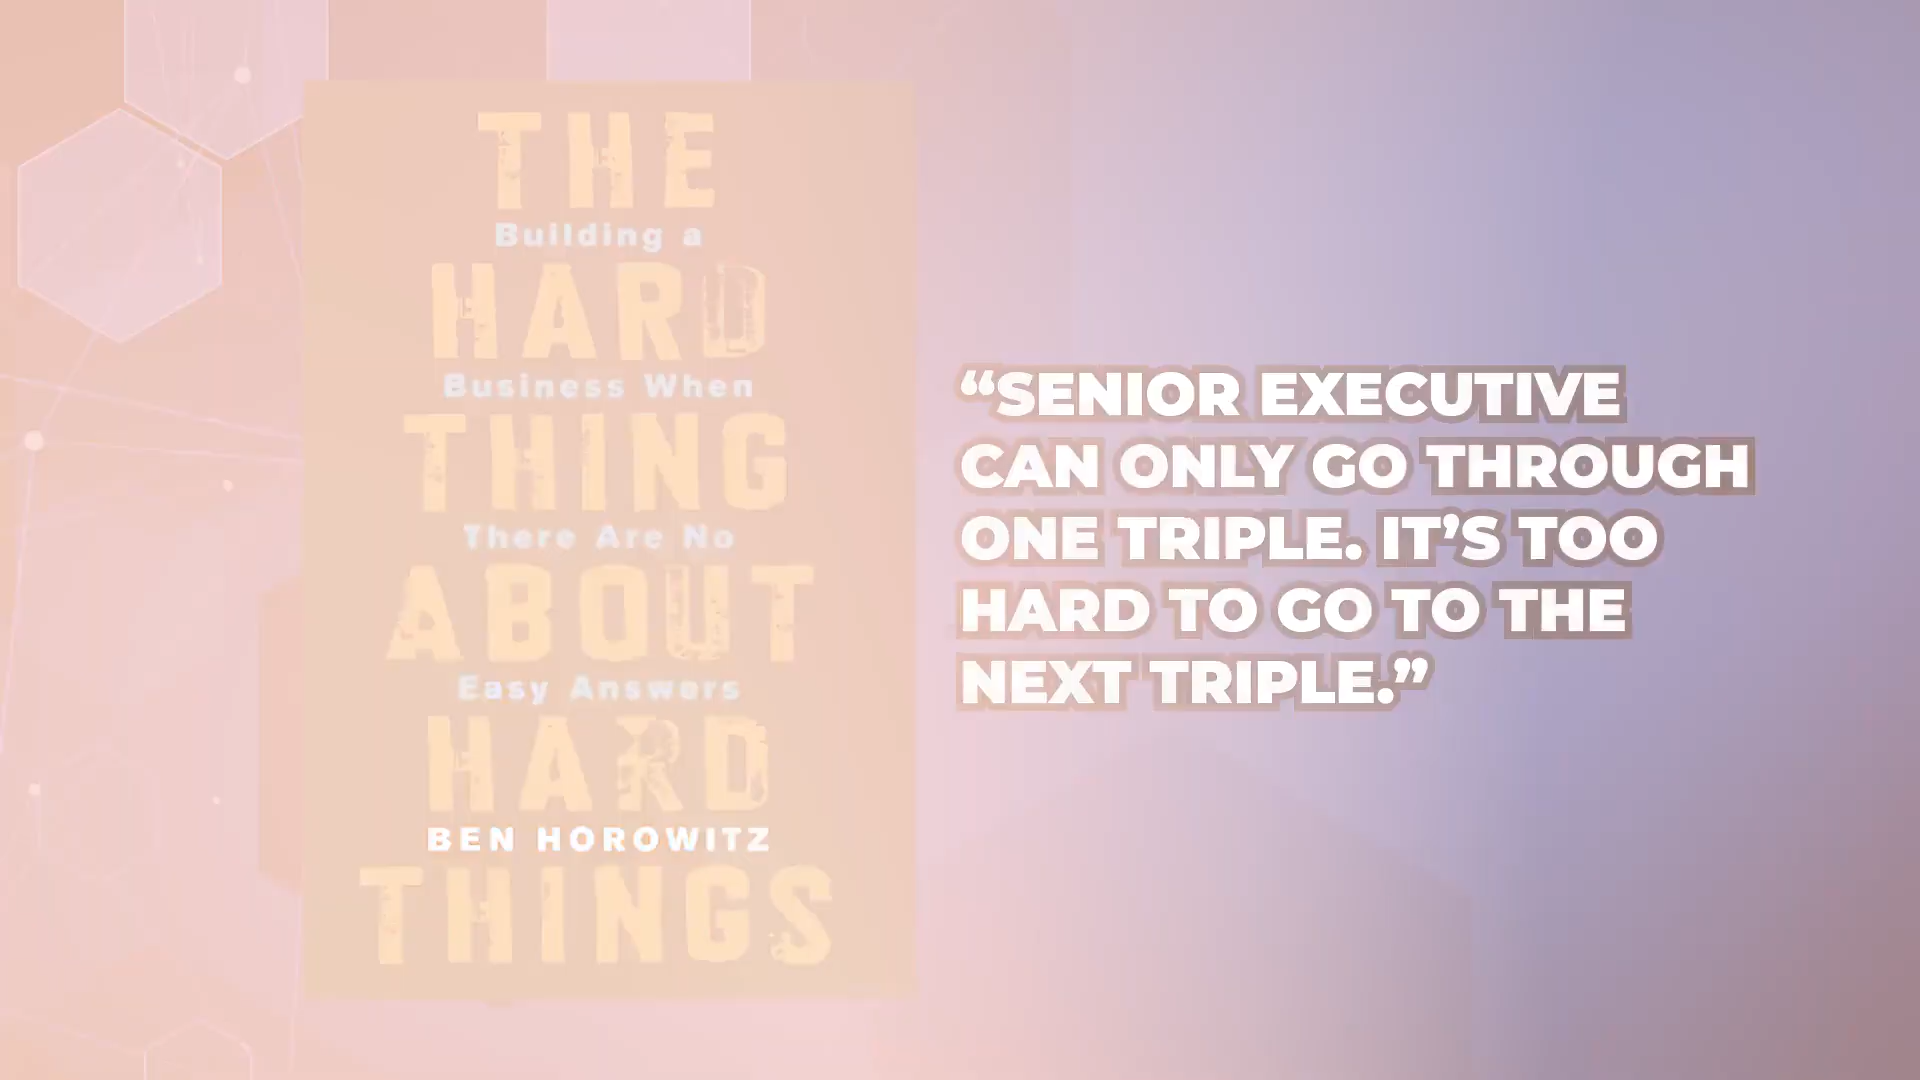 THE
Building a
HARD
Business When
THING
There Are No
ABOUT
Easy Answers
HARD
BEN HOROWITZ
THINGS
“SENIOR EXECUTIVE
CAN ONLY GO THROUGH
ONE TRIPLE. IT’S TOO
HARD TO GO TO THE
NEXT TRIPLE.”